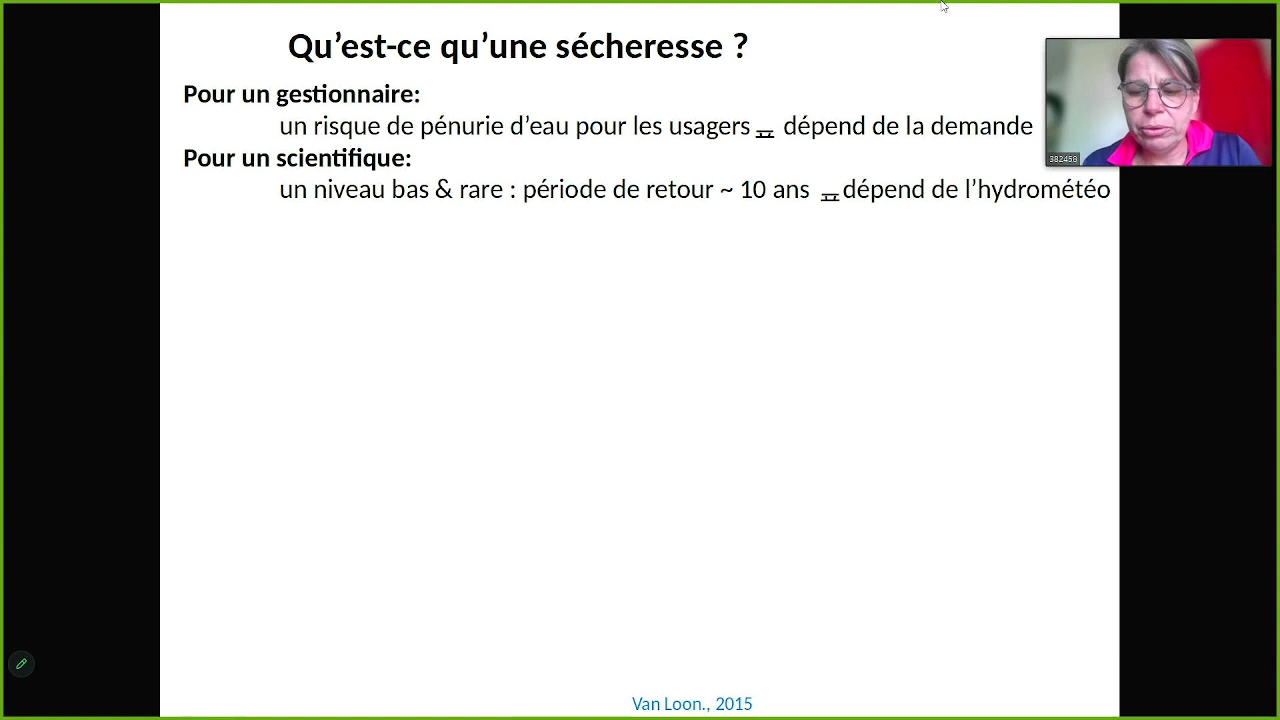 Qu’est-ce qu’une sécheresse ?
Pour un gestionnaire:
un risque de pénurie d’eau pour les usagers dépend de la demande
Pour un scientifique:
un niveau bas & rare : période de retour ~ 10 ans dépend de l’hydrométéo
382458
Van Loon., 2015